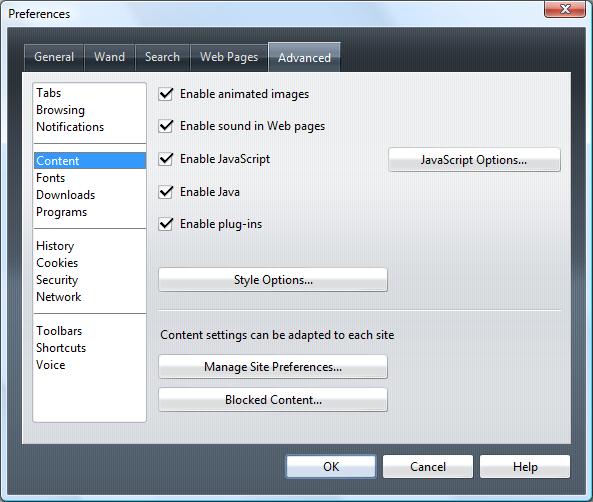 Preferences
General Wand Search Web Pages Advanced
Tabs
Browsing
Notifications
Content
Fonts
Downloads
Programs
History
Cookies
Security
Network
Toolbars
Shortcuts
Voice
Enable animated images
Enable sound in Web pages
Enable JavaScript JavaScript Options...
Enable Java
Enable plug-ins
Style Options...
Content settings can be adapted to each site
Manage Site Preferences...
Blocked Content...
OK Cancel Help